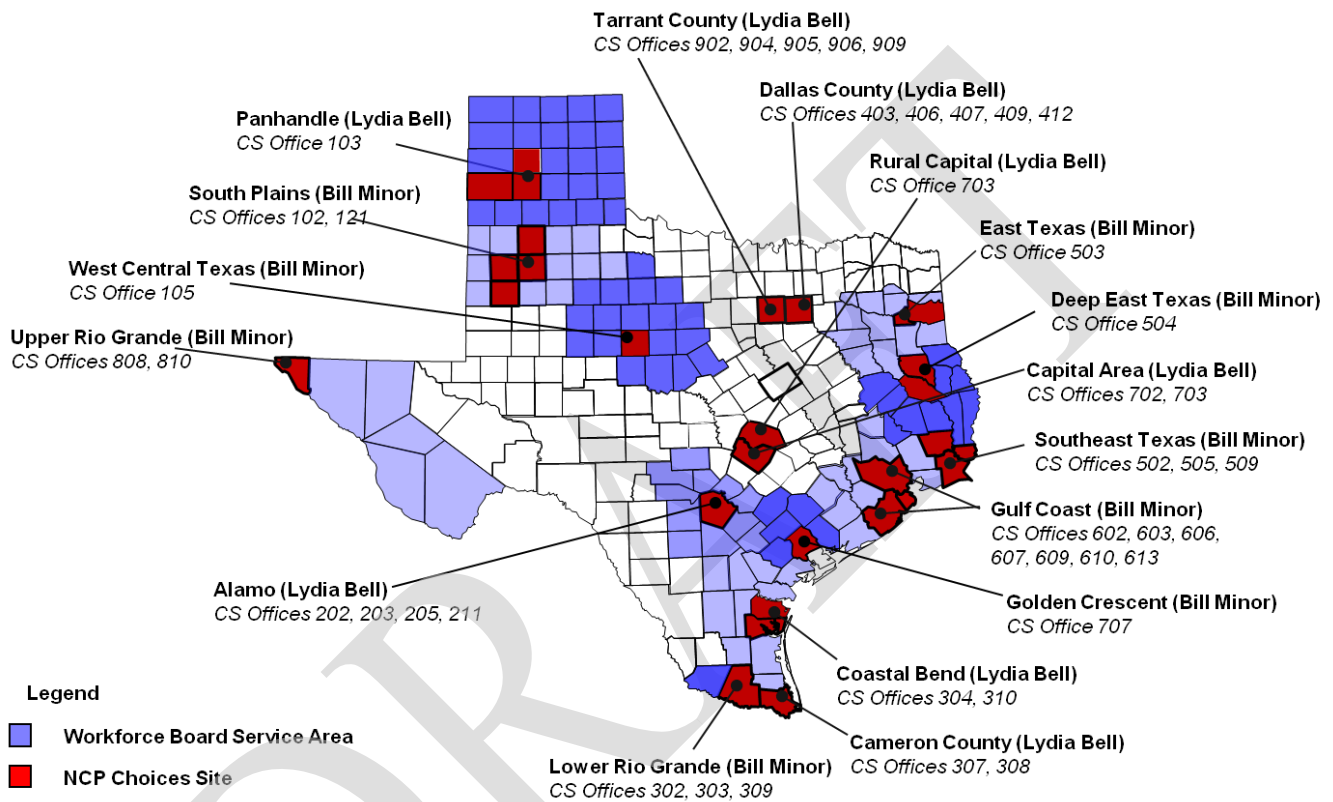 Tarrant County (Lydia Bell)
CS Offices 902, 904, 905, 906, 909
Dallas County (Lydia Bell)
CS Offices 403, 406, 407, 409, 412
Panhandle (Lydia Bell)
CS Office 103
Rural Capital (Lydia Bell)
CS Office 703
South Plains (Bill Minor)
CS Offices 102, 121
East Texas (Bill Minor)
CS Office 503
West Central Texas (Bill Minor)
CS Office 105
Deep East Texas (Bill Minor)
CS Office 504
Upper Rio Grande (Bill Minor)
CS Offices 808, 810
Capital Area (Lydia Bell)
CS Offices 702, 703
Southeast Texas (Bill Minor)
CS Offices 502, 505, 509
Gulf Coast (Bill Minor)
CS Offices 602, 603, 606,
607, 609, 610, 613
Alamo (Lydia Bell)
CS Offices 202, 203, 205, 211
Golden Crescent (Bill Minor)
CS Office 707
Coastal Bend (Lydia Bell)
CS Offices 304, 310
Legend
Workforce Board Service Area
NCP Choices Site
Cameron County (Lydia Bell)
CS Offices 307, 308
Lower Rio Grande (Bill Minor)
CS Offices 302, 303, 309
DRAFT